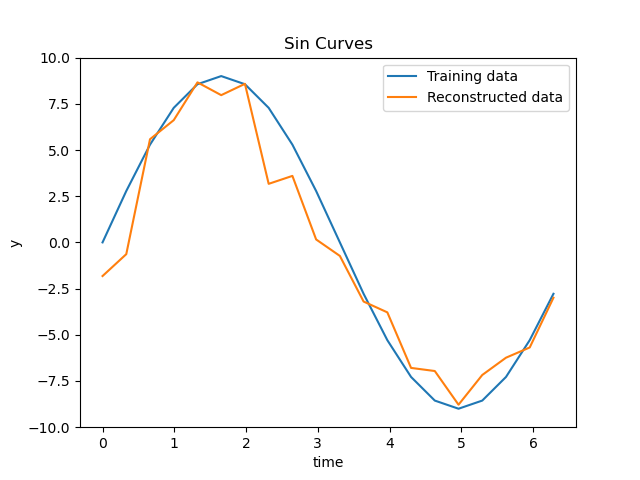 Sin Curves
Training data
Reconstructed data
10.0
7.5
5.0
2.5
0.0
−2.5
−5.0
−7.5
−10.0
y
0 1 2 3 4 5 6
time